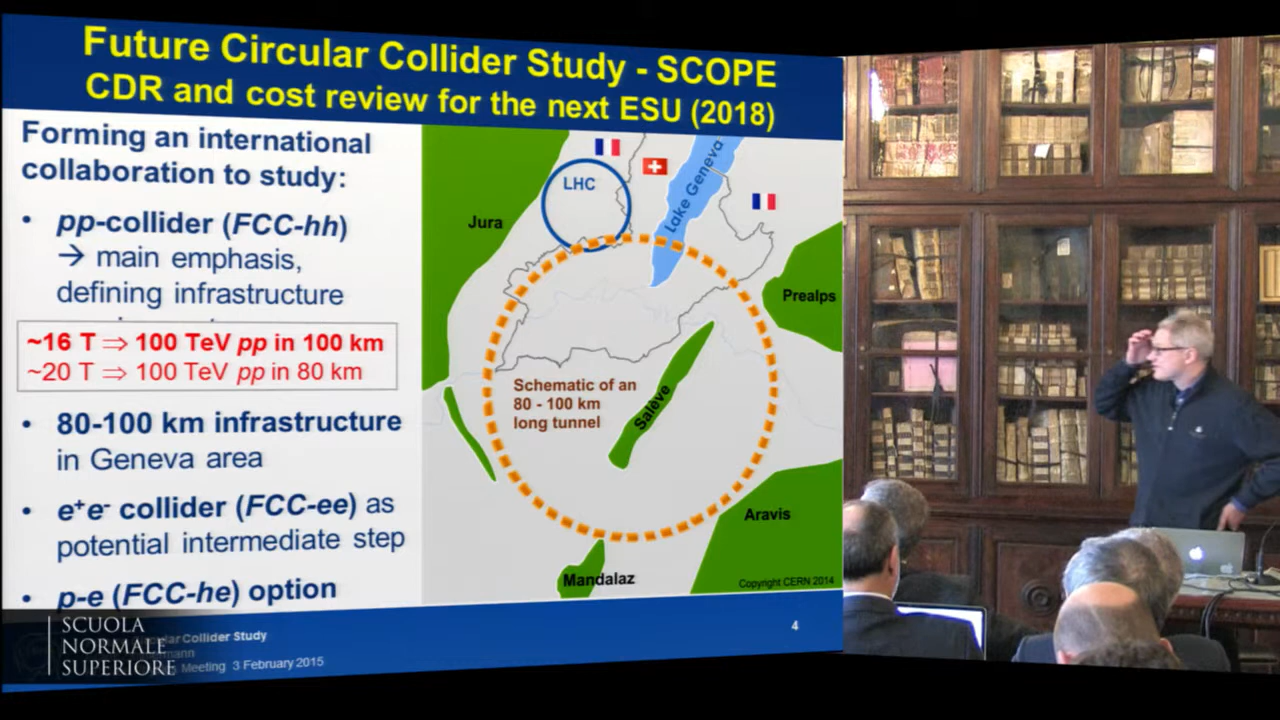 Future Circular Collider Study - SCOPE
CDR and cost review for the next ESU (2018)
Forming an international
collaboration to study:
• pp-collider (FCC-hh)
→ main emphasis,
defining infrastructure
~16 T ⇒ 100 TeV pp in 100 km
~20 T ⇒ 100 TeV pp in 80 km
• 80-100 km infrastructure
in Geneva area
• e⁺e⁻ collider (FCC-ee) as
potential intermediate step
• p-e (FCC-he) option
LHC
Lake Geneva
Jura
Prealps
Schematic of an
80 - 100 km
long tunnel
Salève
Aravis
Mandalaz
Copyright CERN 2014
Collider Study
Meeting 3 February 2015
4
SCUOLA
NORMALE
SUPERIORE